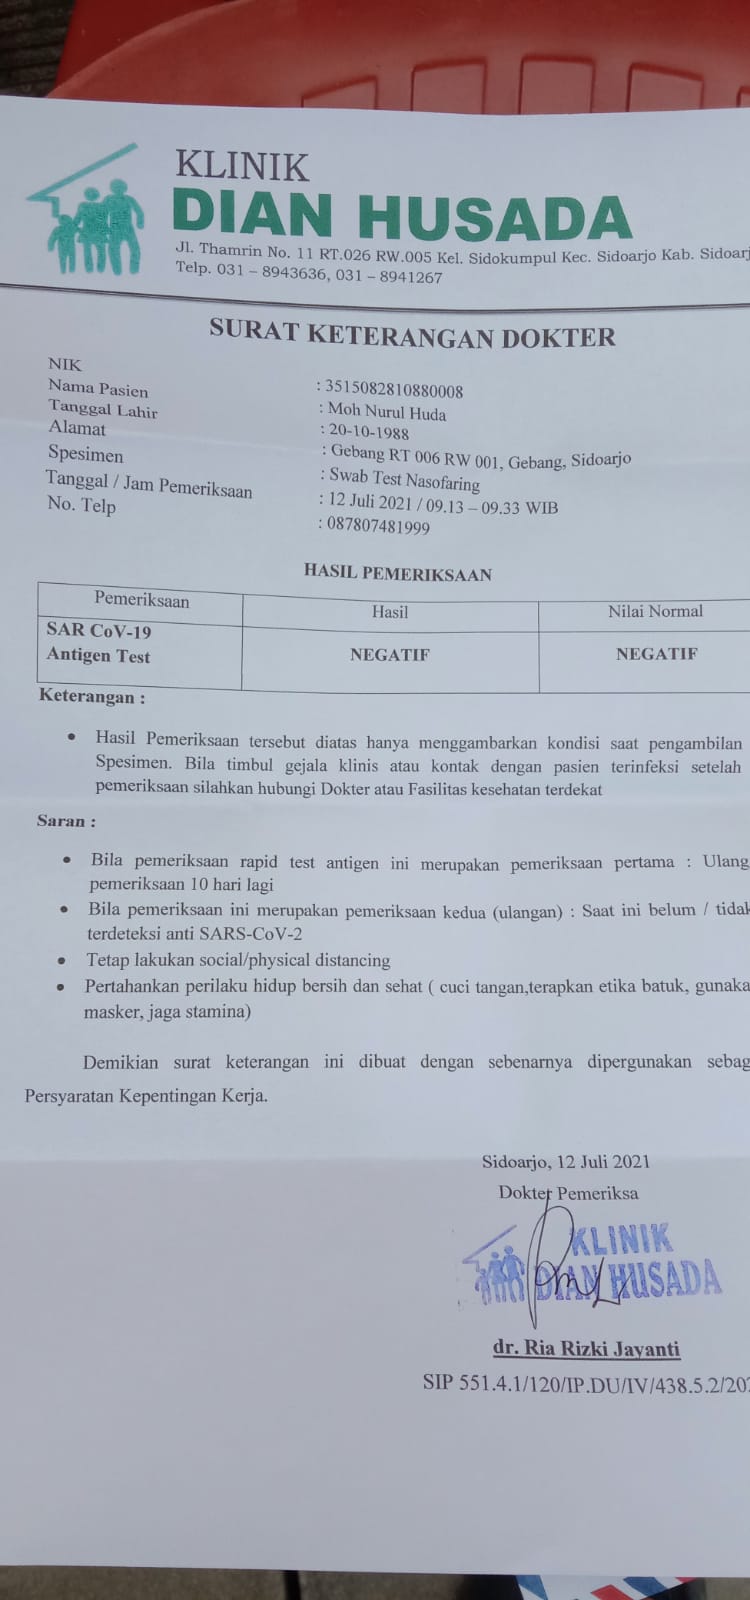 KLINIK
DIAN HUSADA
Jl. Thamrin No. 11 RT.026 RW.005 Kel. Sidokumpul Kec. Sidoarjo Kab. Sidoarj
Telp. 031 – 8943636, 031 – 8941267
SURAT KETERANGAN DOKTER
NIK : 3515082810880008
Nama Pasien : Moh Nurul Huda
Tanggal Lahir : 20-10-1988
Alamat : Gebang RT 006 RW 001, Gebang, Sidoarjo
Spesimen : Swab Test Nasofaring
Tanggal / Jam Pemeriksaan : 12 Juli 2021 / 09.13 – 09.33 WIB
No. Telp : 087807481999
HASIL PEMERIKSAAN
Pemeriksaan Hasil Nilai Normal
SAR CoV-19
Antigen Test NEGATIF NEGATIF
Keterangan :
• Hasil Pemeriksaan tersebut diatas hanya menggambarkan kondisi saat pengambilan
Spesimen. Bila timbul gejala klinis atau kontak dengan pasien terinfeksi setelah
pemeriksaan silahkan hubungi Dokter atau Fasilitas kesehatan terdekat
Saran :
• Bila pemeriksaan rapid test antigen ini merupakan pemeriksaan pertama : Ulang
pemeriksaan 10 hari lagi
• Bila pemeriksaan ini merupakan pemeriksaan kedua (ulangan) : Saat ini belum / tidak
terdeteksi anti SARS-CoV-2
• Tetap lakukan social/physical distancing
• Pertahankan perilaku hidup bersih dan sehat ( cuci tangan,terapkan etika batuk, gunaka
masker, jaga stamina)
Demikian surat keterangan ini dibuat dengan sebenarnya dipergunakan sebag
Persyaratan Kepentingan Kerja.
Sidoarjo, 12 Juli 2021
Dokter Pemeriksa
KLINIK
DIAN HUSADA
dr. Ria Rizki Jayanti
SIP 551.4.1/120/IP.DU/IV/438.5.2/202